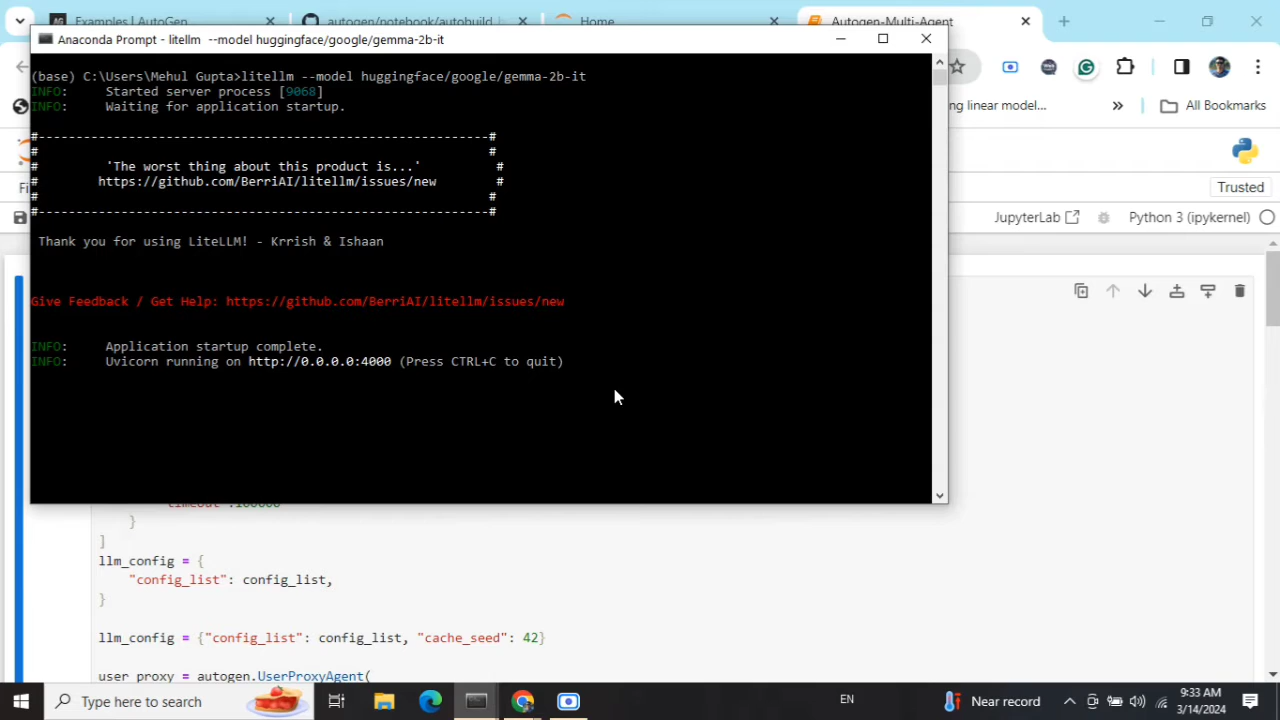 Examples | AutoGen
autogen/notebook/autobuild_
Home
Autogen-Multi-Agent
Anaconda Prompt - litellm --model huggingface/google/gemma-2b-it
(base) C:\Users\Mehul Gupta>litellm --model huggingface/google/gemma-2b-it
INFO: Started server process [9068]
INFO: Waiting for application startup.
#------------------------------------------------------------#
# #
# 'The worst thing about this product is...' #
# https://github.com/BerriAI/litellm/issues/new #
# #
#------------------------------------------------------------#
Thank you for using LiteLLM! - Krrish & Ishaan
Give Feedback / Get Help: https://github.com/BerriAI/litellm/issues/new
INFO: Application startup complete.
INFO: Uvicorn running on http://0.0.0.0:4000 (Press CTRL+C to quit)
ng linear model...
»
All Bookmarks
Fi
Trusted
JupyterLab
Python 3 (ipykernel)
}
]
llm_config = {
"config_list": config_list,
}
llm_config = {"config_list": config_list, "cache_seed": 42}
user_proxy = autogen.UserProxyAgent(
Type here to search
EN
Near record
9:33 AM
3/14/2024